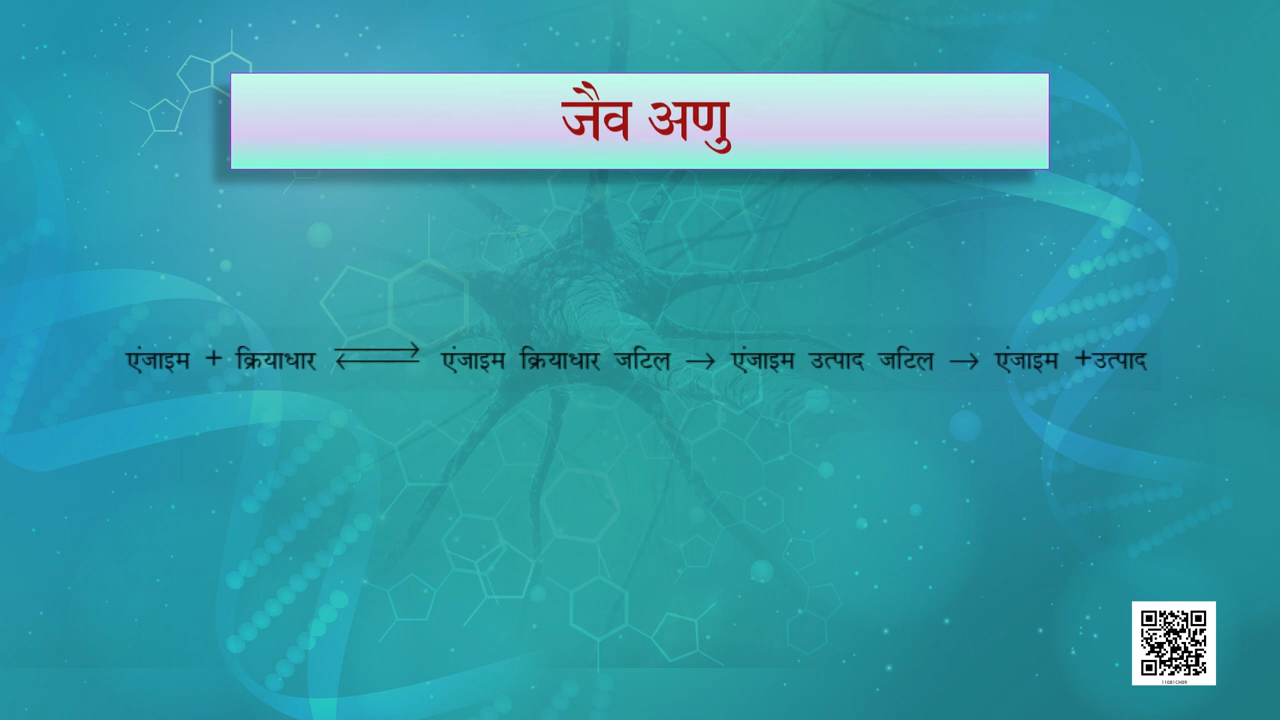 जैव अणु
एंजाइम + क्रियाधार ⇌ एंजाइम क्रियाधार जटिल → एंजाइम उत्पाद जटिल → एंजाइम +उत्पाद